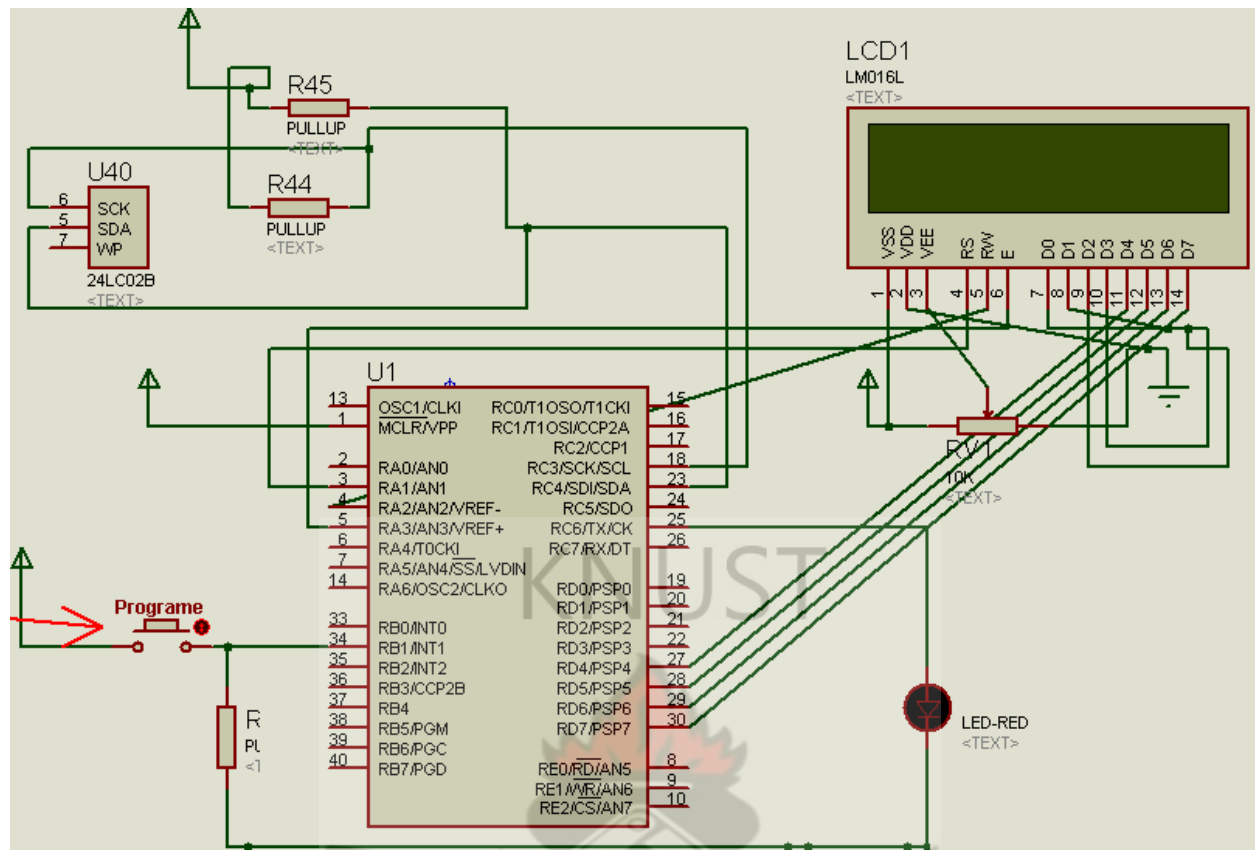 LCD1
LM016L
<TEXT>
R45
PULLUP
<TEXT>
R44
PULLUP
<TEXT>
U40
6 SCK
5 SDA
7 WP
24LC02B
<TEXT>
VSS VDD VEE RS RW E D0 D1 D2 D3 D4 D5 D6 D7
1 2 3 4 5 6 7 8 9 10 11 12 13 14
RV1
10K
<TEXT>
U1
13 OSC1/CLKI RC0/T1OSO/T1CKI 15
1 MCLR/VPP RC1/T1OSI/CCP2A 16
RC2/CCP1 17
2 RA0/AN0 RC3/SCK/SCL 18
3 RA1/AN1 RC4/SDI/SDA 23
4 RA2/AN2/VREF- RC5/SDO 24
5 RA3/AN3/VREF+ RC6/TX/CK 25
6 RA4/T0CKI RC7/RX/DT 26
7 RA5/AN4/SS/LVDIN
14 RA6/OSC2/CLKO RD0/PSP0 19
RD1/PSP1 20
33 RB0/INT0 RD2/PSP2 21
34 RB1/INT1 RD3/PSP3 22
35 RB2/INT2 RD4/PSP4 27
36 RB3/CCP2B RD5/PSP5 28
37 RB4 RD6/PSP6 29
38 RB5/PGM RD7/PSP7 30
39 RB6/PGC
40 RB7/PGD RE0/RD/AN5 8
RE1/WR/AN6 9
RE2/CS/AN7 10
KNUST
Programe
R
LED-RED
<TEXT>